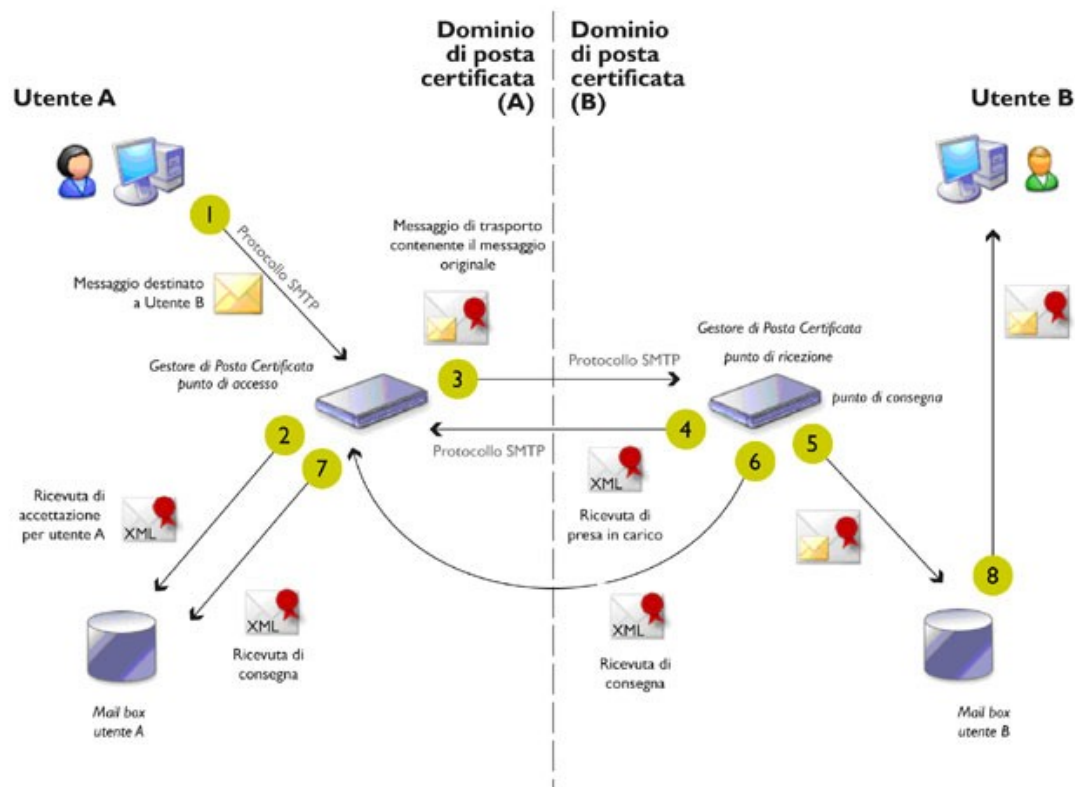 Dominio
di posta
certificata
(A)
Dominio
di posta
certificata
(B)
Utente A
Utente B
1
Protocollo SMTP
Messaggio destinato
a Utente B
Messaggio di trasporto
contenente il messaggio
originale
Gestore di Posta Certificata
punto di accesso
3
Protocollo SMTP
Gestore di Posta Certificata
punto di ricezione
punto di consegna
4
Protocollo SMTP
2
7
6
5
Ricevuta di
accettazione
per utente A
XML
XML
Ricevuta di
presa in carico
8
XML
Ricevuta di
consegna
XML
Ricevuta di
consegna
Mail box
utente A
Mail box
utente B